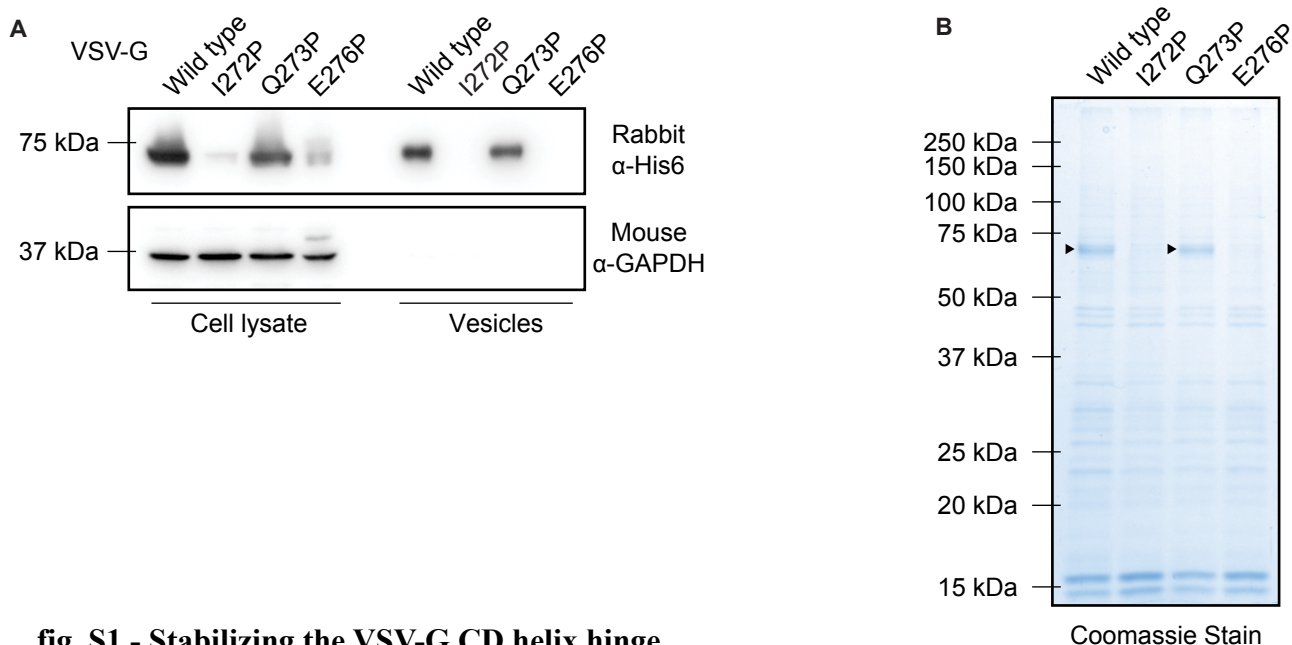 A
VSV-G
Wild type
I272P
Q273P
E276P
Wild type
I272P
Q273P
E276P
75 kDa
Rabbit
α-His6
37 kDa
Mouse
α-GAPDH
Cell lysate
Vesicles
B
Wild type
I272P
Q273P
E276P
250 kDa
150 kDa
100 kDa
75 kDa
50 kDa
37 kDa
25 kDa
20 kDa
15 kDa
Coomassie Stain
fig. S1 - Stabilizing the VSV-G CD helix hinge